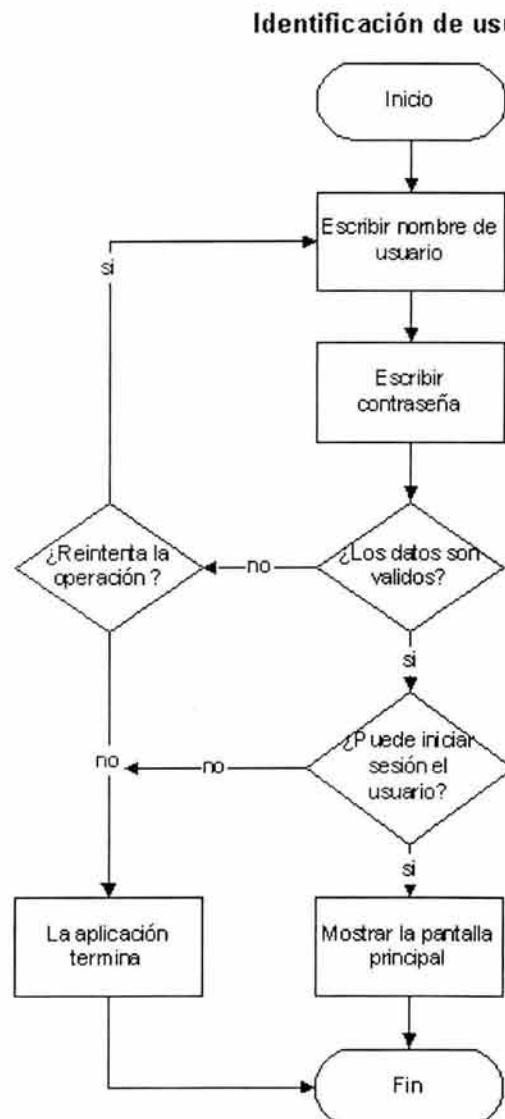 Identificación de usu
Inicio
Escribir nombre de
usuario
si
Escribir
contraseña
¿Reintenta la
operación ?
no
¿Los datos son
validos?
si
¿Puede iniciar
sesión el
usuario?
no
no
si
La aplicación
termina
Mostrar la pantalla
principal
Fin